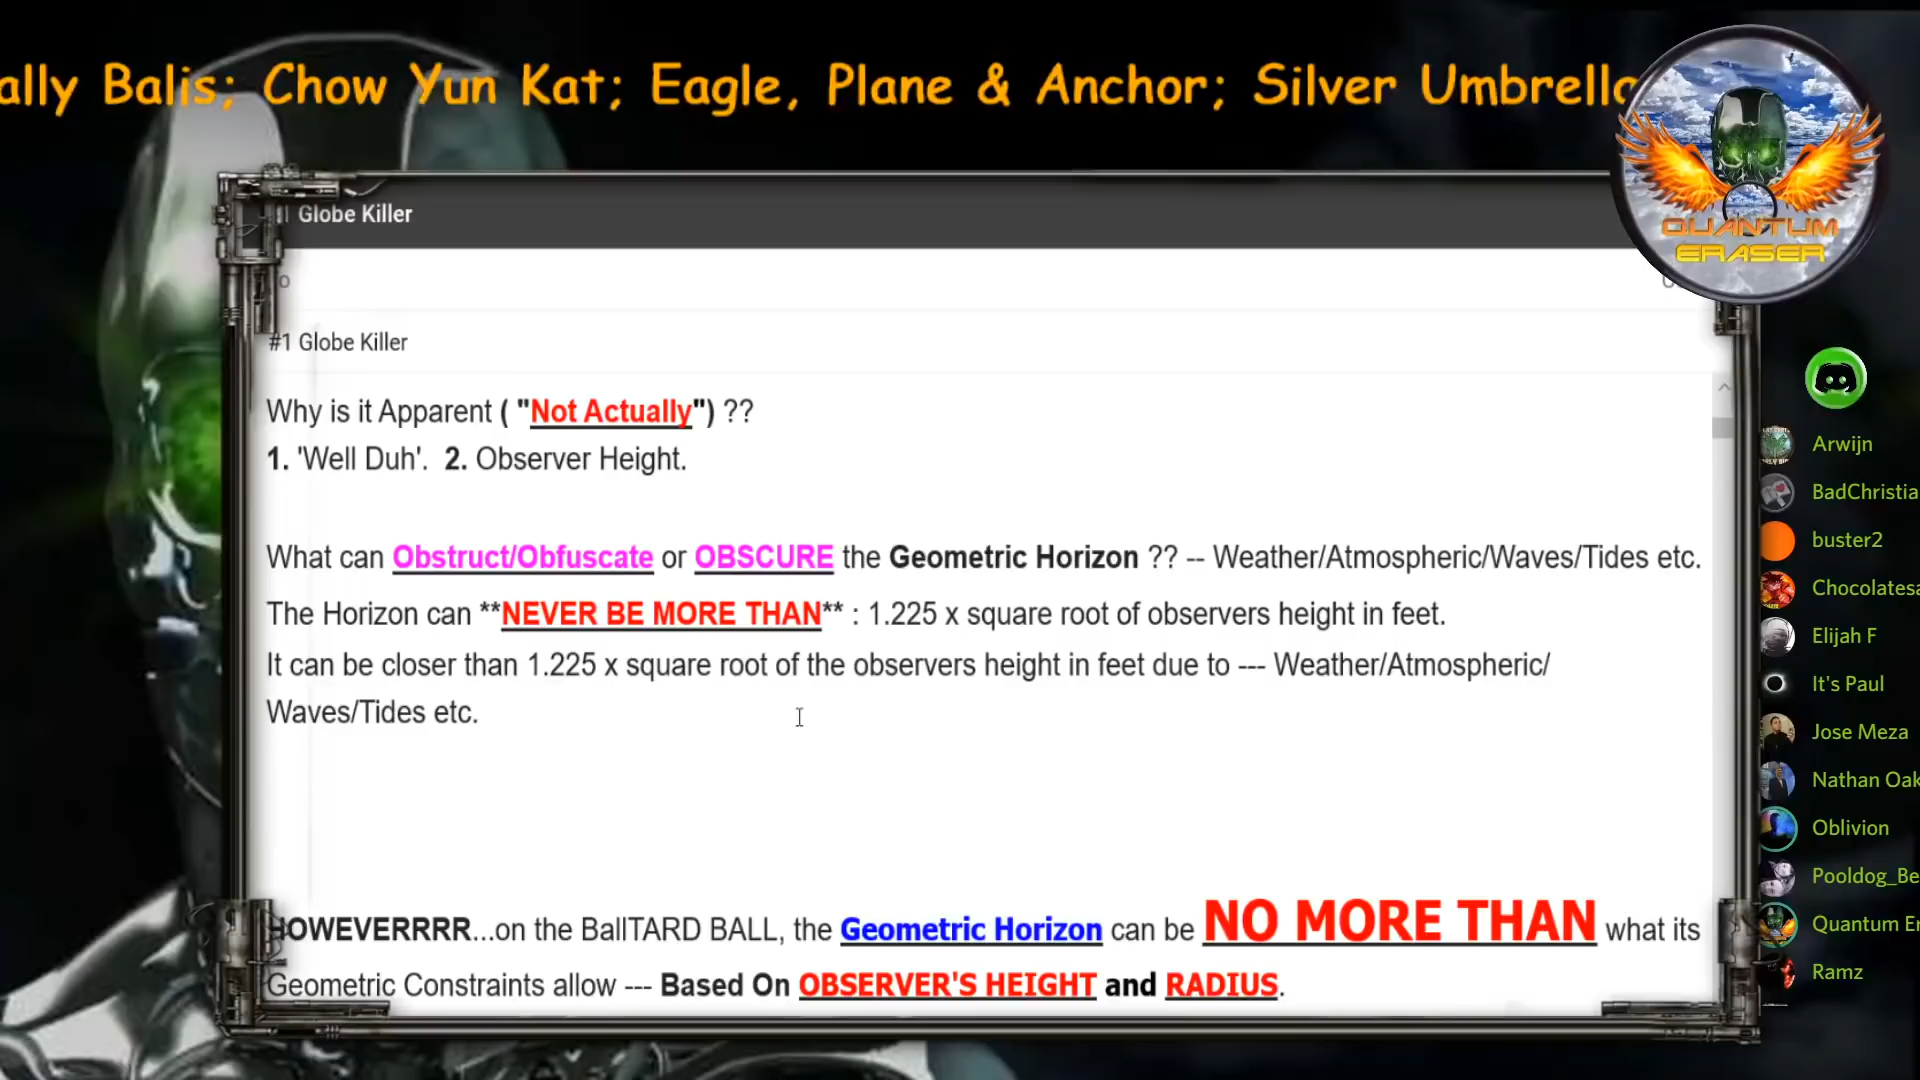 ally Balis; Chow Yun Kat; Eagle, Plane & Anchor; Silver Umbrella
QUANTUM
ERASER
Globe Killer
#1 Globe Killer
Why is it Apparent ( "Not Actually") ??
1. 'Well Duh'. 2. Observer Height.
What can Obstruct/Obfuscate or OBSCURE the Geometric Horizon ?? -- Weather/Atmospheric/Waves/Tides etc.
The Horizon can **NEVER BE MORE THAN** : 1.225 x square root of observers height in feet.
It can be closer than 1.225 x square root of the observers height in feet due to --- Weather/Atmospheric/
Waves/Tides etc.
HOWEVERRRR...on the BallTARD BALL, the Geometric Horizon can be NO MORE THAN what its
Geometric Constraints allow --- Based On OBSERVER'S HEIGHT and RADIUS.
Arwijn
BadChristia
buster2
Chocolatesa
Elijah F
It's Paul
Jose Meza
Nathan Oak
Oblivion
Pooldog_Be
Quantum Er
Ramz